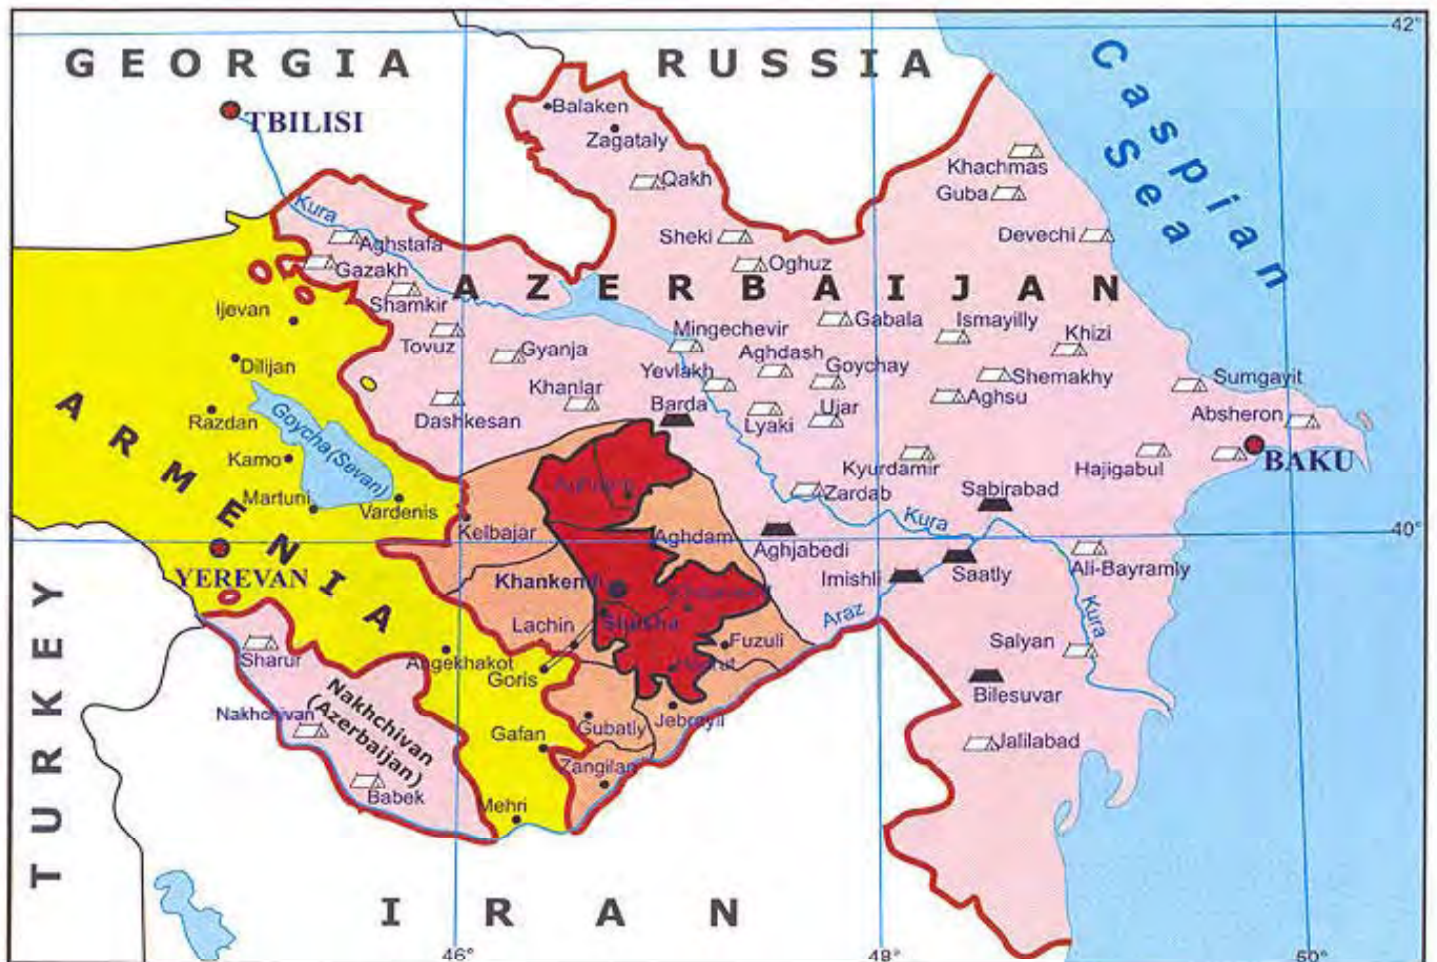 42°
GEORGIA
RUSSIA
Caspian
Sea
Balaken
TBILISI
Zagataly
Khachmas
Qakh
Guba
Kura
Aghstafa
Sheki
Devechi
Gazakh
Oghuz
AZERBAIJAN
Shamkir
Ijevan
Gabala
Ismayilly
Mingechevir
Khizi
Tovuz
Gyanja
Aghdash
Goychay
Dilijan
Yevlakh
Shemakhy
Sumgayit
Khanlar
Aghsu
Barda
Ujar
Absheron
Razdan
Goycha(Sevan)
Dashkesan
Lyaki
ARMENIA
Kamo
Kyurdamir
Hajigabul
BAKU
Martuni
Vardenis
Zardab
Sabirabad
Kura
40°
Kelbajar
Aghdam
Aghjabedi
YEREVAN
Khankendi
Imishli
Saatly
Ali-Bayramly
TURKEY
Lachin
Shusha
Araz
Kura
Fuzuli
Salyan
Sharur
Angekhakot
Goris
Nakhchivan
(Azerbaijan)
Bilesuvar
Nakhchivan
Gubatly
Jebrayil
Gafan
Jalilabad
Zangilan
Babek
Mehri
IRAN
46°
48°
50°